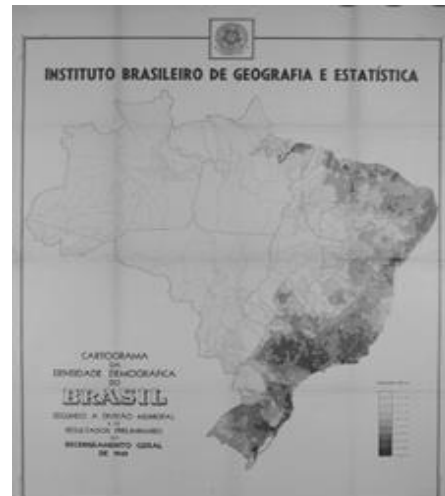 INSTITUTO BRASILEIRO DE GEOGRAFIA E ESTATÍSTICA
CARTOGRAMA
DA
DENSIDADE DEMOGRÁFICA
DO
BRASIL
SEGUNDO A DIVISÃO MUNICIPAL
E OS
RESULTADOS PRELIMINARES
DO
RECENSEAMENTO GERAL
DE 1940